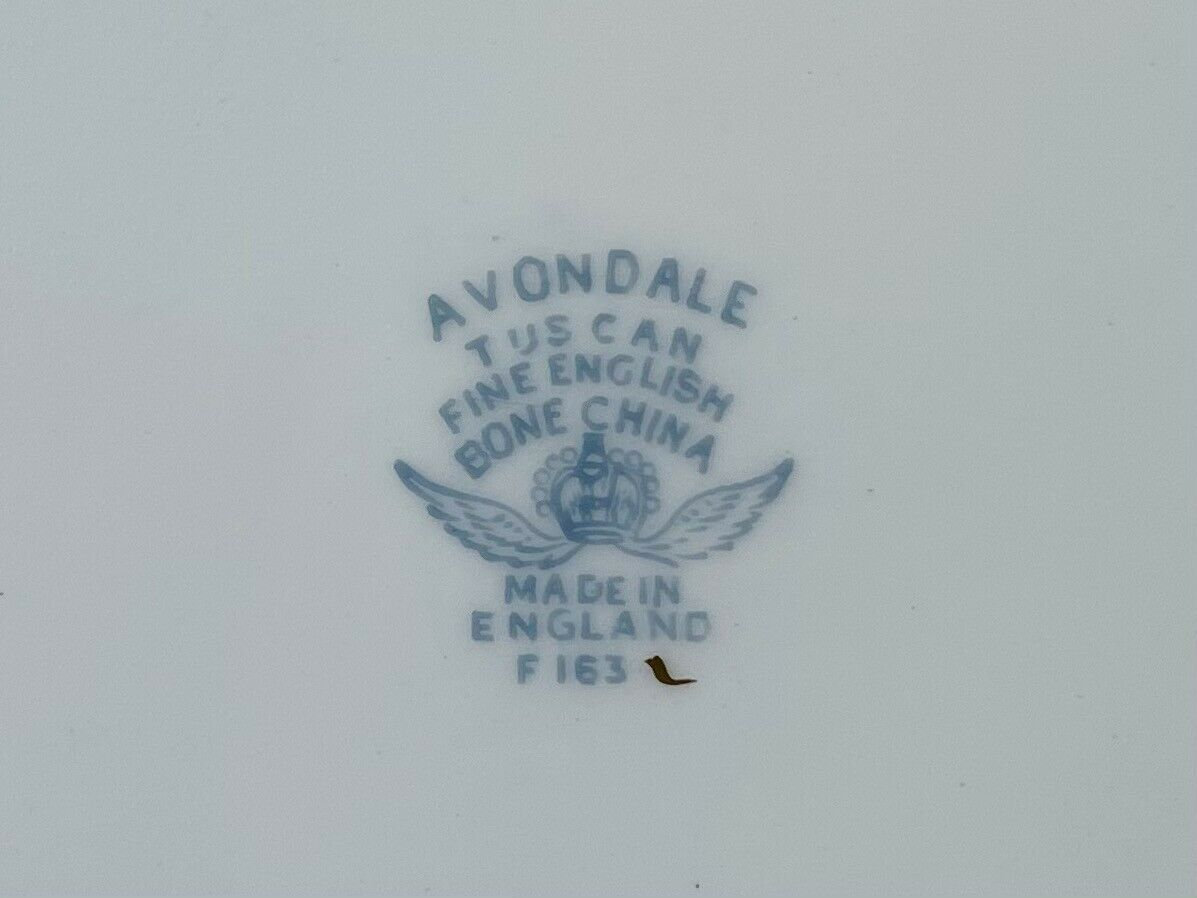 AVONDALE
TUSCAN
FINE ENGLISH
BONE CHINA
MADE IN
ENGLAND
F 163